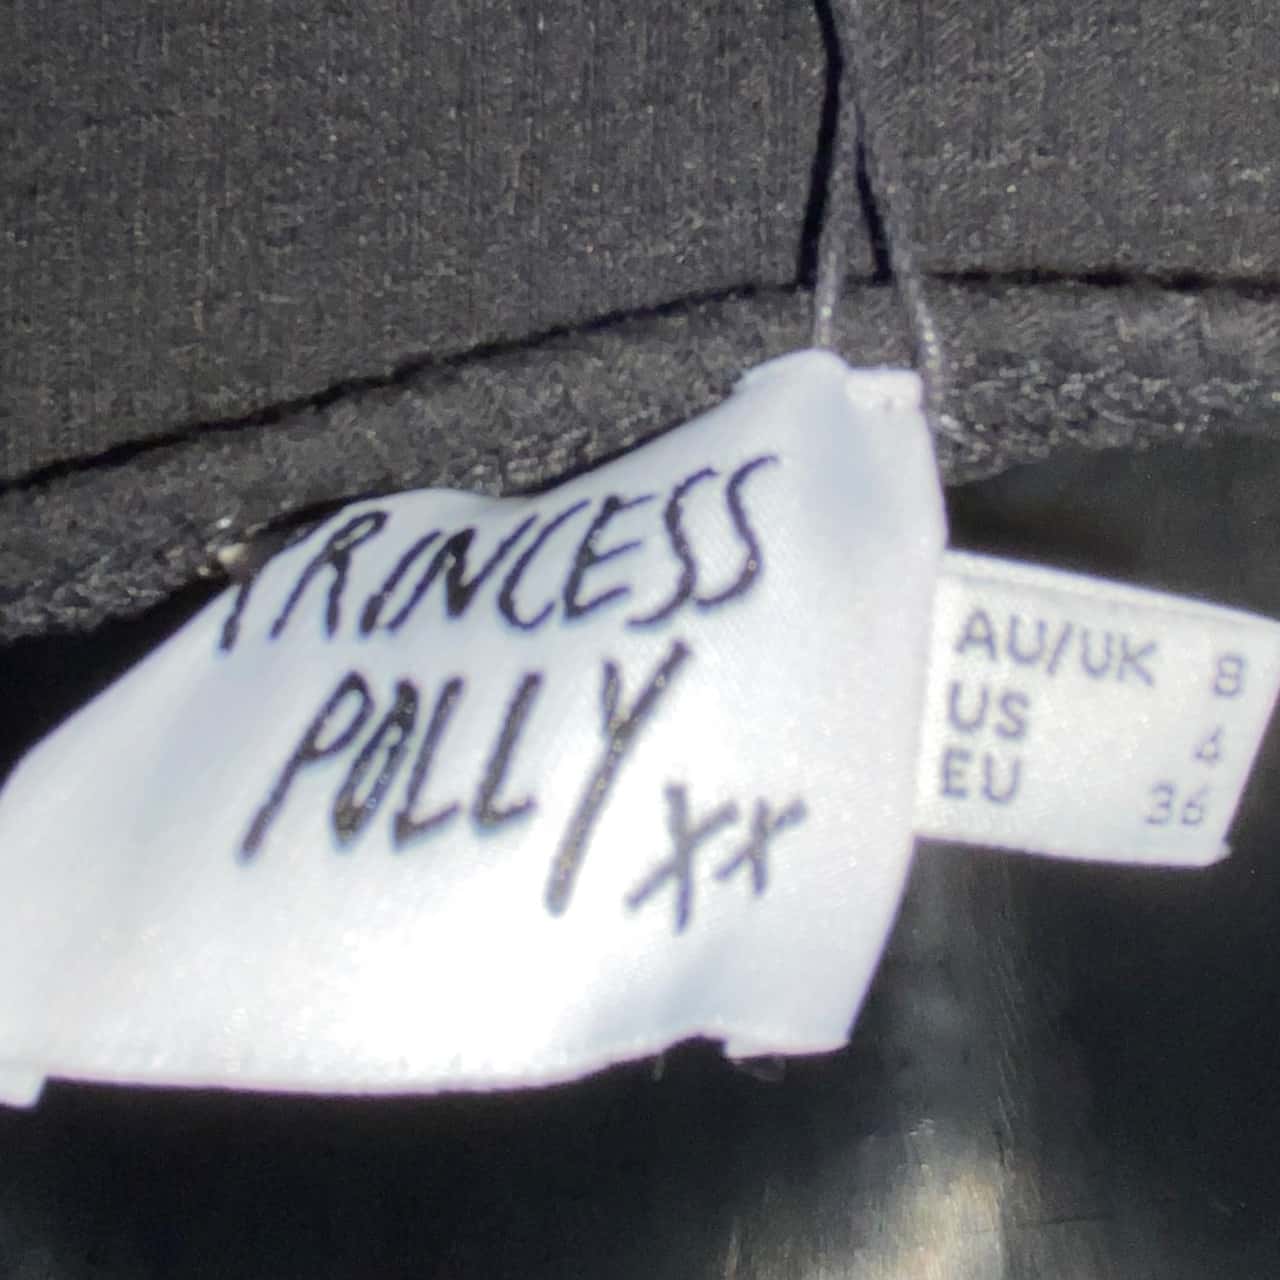 PRINCESS
POLLY
xx
AU/UK 8
US 4
EU 36